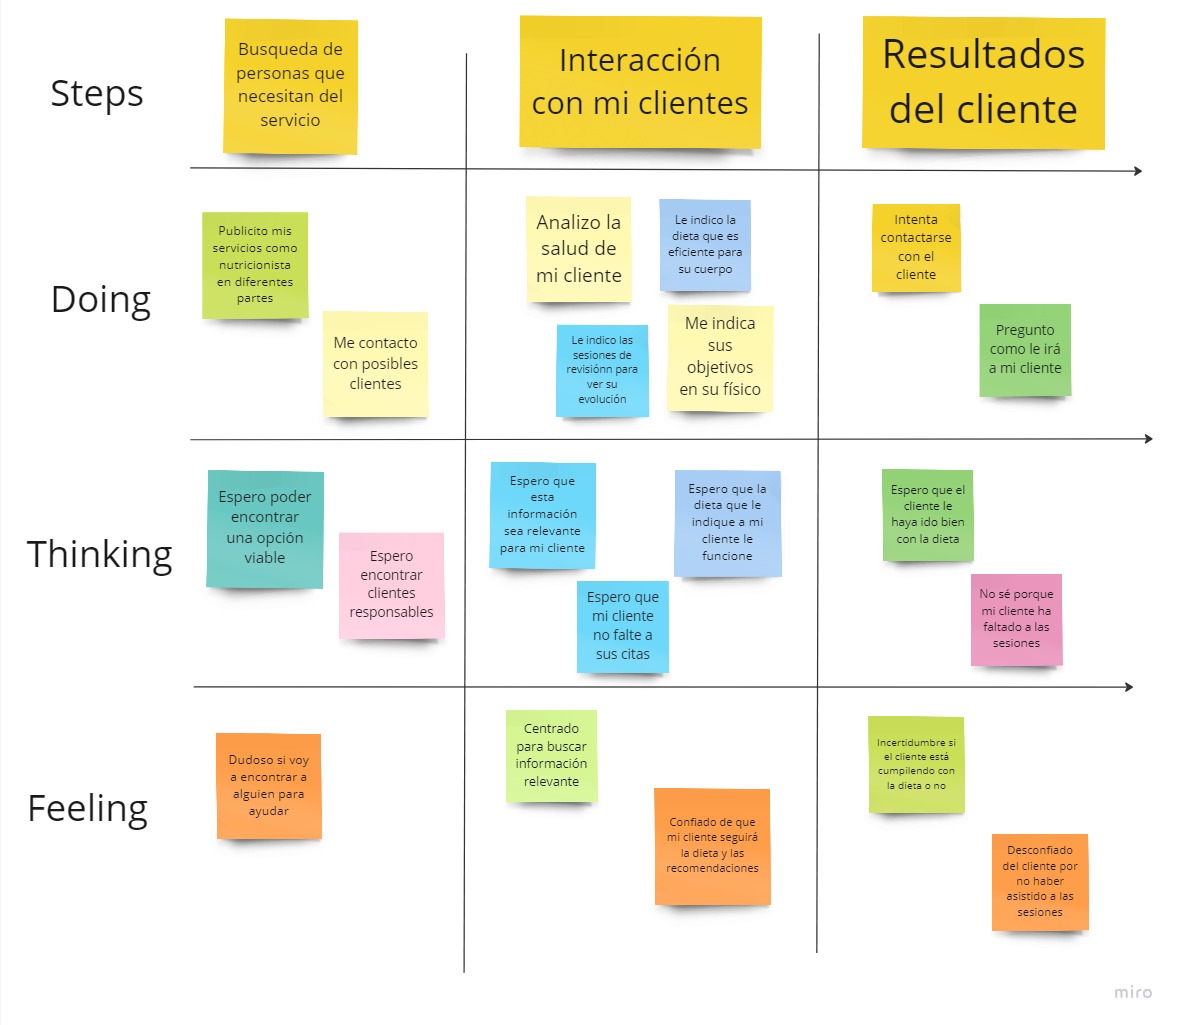 Steps
Busqueda de
personas que
necesitan del
servicio
Interacción
con mi clientes
Resultados
del cliente
Doing
Publicito mis
servicios como
nutricionista
en diferentes
partes
Me contacto
con posibles
clientes
Analizo la
salud de
mi cliente
Le indico la
dieta que es
eficiente para
su cuerpo
Le indico las
sesiones de
revisiónn para
ver su
evolución
Me indica
sus
objetivos
en su físico
Intenta
contactarse
con el
cliente
Pregunto
como le irá
a mi cliente
Thinking
Espero poder
encontrar
una opción
viable
Espero
encontrar
clientes
responsables
Espero que
esta
información
sea relevante
para mi cliente
Espero que la
dieta que le
indique a mi
cliente le
funcione
Espero que
mi cliente
no falte a
sus citas
Espero que el
cliente le
haya ido bien
con la dieta
No sé porque
mi cliente ha
faltado a las
sesiones
Feeling
Dudoso si voy
a encontrar a
alguien para
ayudar
Centrado
para buscar
información
relevante
Confiado de que
mi cliente seguirá
la dieta y las
recomendaciones
Incertidumbre si
el cliente está
cumpilendo con
la dieta o no
Desconfiado
del cliente por
no haber
asistido a las
sesiones
miro